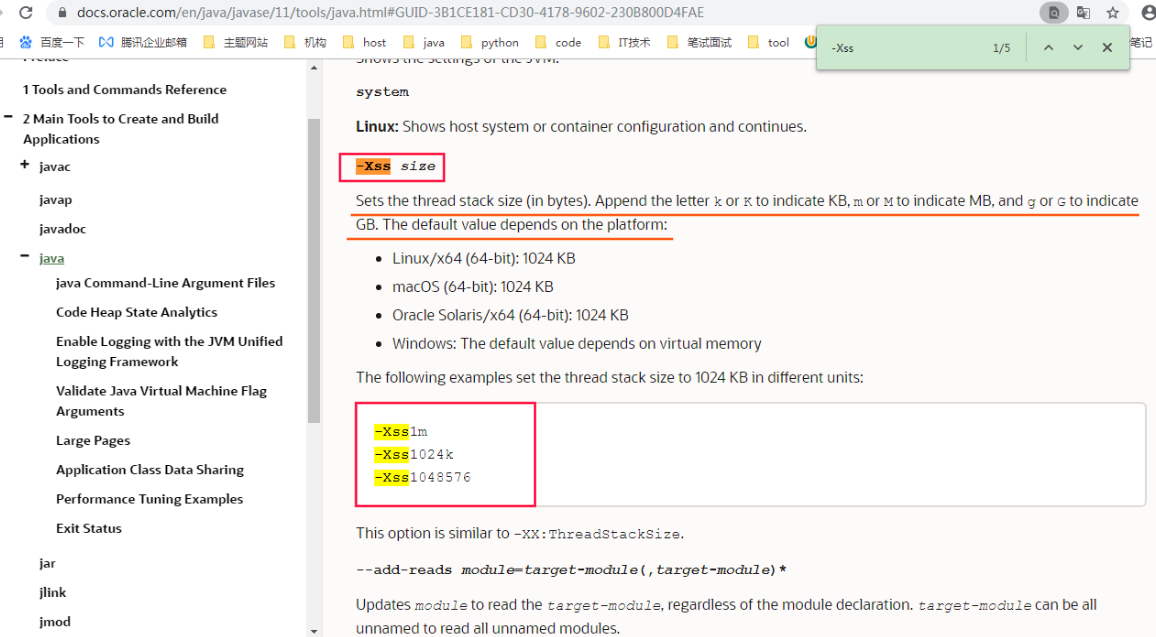 docs.oracle.com/en/java/javase/11/tools/java.html#GUID-3B1CE181-CD30-4178-9602-230B800D4FAE
百度一下 腾讯企业邮箱 主题网站 机构 host java python code IT技术 笔试面试 tool 笔记
-Xss 1/5
Preface
1 Tools and Commands Reference
2 Main Tools to Create and Build
Applications
javac
javap
javadoc
java
java Command-Line Argument Files
Code Heap State Analytics
Enable Logging with the JVM Unified
Logging Framework
Validate Java Virtual Machine Flag
Arguments
Large Pages
Application Class Data Sharing
Performance Tuning Examples
Exit Status
jar
jlink
jmod
Shows the settings of the JVM.
system
Linux: Shows host system or container configuration and continues.
-Xss size
Sets the thread stack size (in bytes). Append the letter k or K to indicate KB, m or M to indicate MB, and g or G to indicate
GB. The default value depends on the platform:
• Linux/x64 (64-bit): 1024 KB
• macOS (64-bit): 1024 KB
• Oracle Solaris/x64 (64-bit): 1024 KB
• Windows: The default value depends on virtual memory
The following examples set the thread stack size to 1024 KB in different units:
-Xss1m
-Xss1024k
-Xss1048576
This option is similar to -XX:ThreadStackSize.
--add-reads module=target-module(,target-module)*
Updates module to read the target-module, regardless of the module declaration. target-module can be all
unnamed to read all unnamed modules.